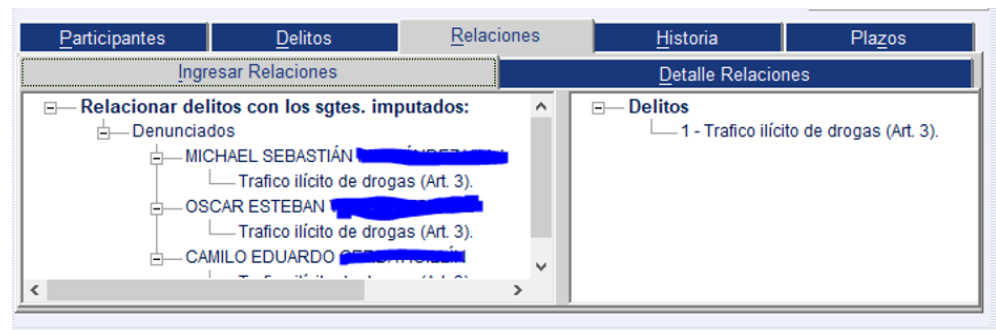 Participantes
Delitos
Relaciones
Historia
Plazos
Ingresar Relaciones
Detalle Relaciones
Relacionar delitos con los sgtes. imputados:
Denunciados
MICHAEL SEBASTIÁN
Trafico ilícito de drogas (Art. 3).
OSCAR ESTEBAN
Trafico ilícito de drogas (Art. 3).
CAMILO EDUARDO
Delitos
1 - Trafico ilícito de drogas (Art. 3).